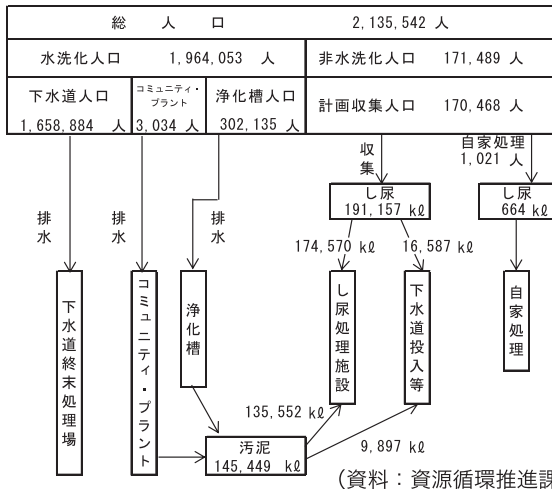 総人口 2,135,542 人
水洗化人口 1,964,053 人 非水洗化人口 171,489 人
下水道人口 1,658,884 人
コミュニティ・プラント 3,034 人
浄化槽人口 302,135 人
計画収集人口 170,468 人
自家処理 1,021 人
収集
し尿 191,157 kℓ
し尿 664 kℓ
排水
排水
排水
174,570 kℓ
16,587 kℓ
下水道終末処理場
コミュニティ・プラント
浄化槽
し尿処理施設
下水道投入等
自家処理
135,552 kℓ
9,897 kℓ
汚泥 145,449 kℓ
(資料：資源循環推進課